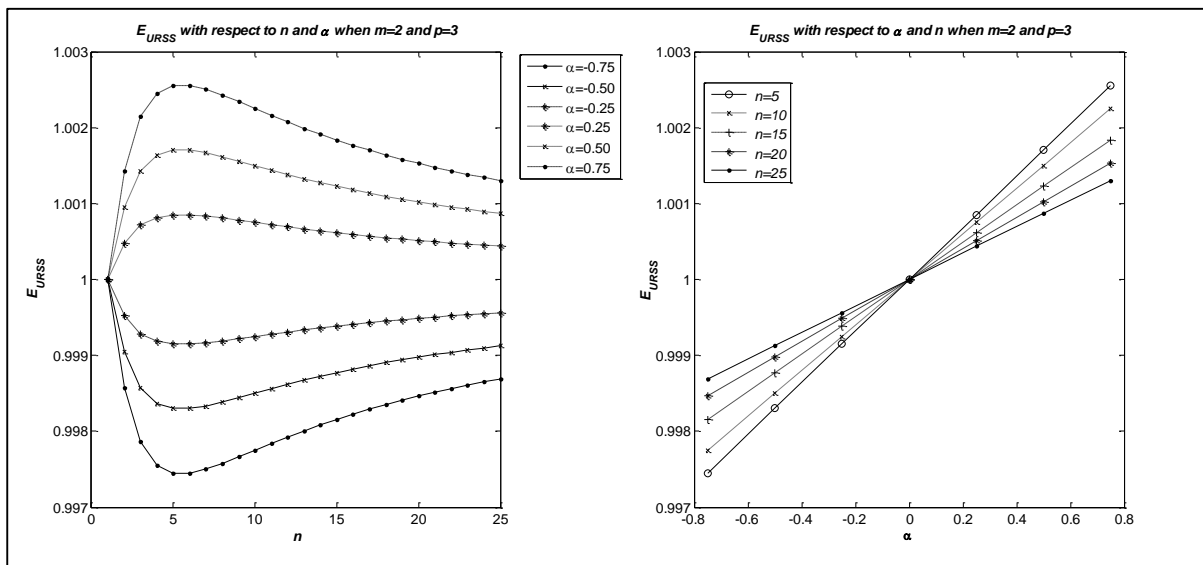 E_URSS with respect to n and α when m=2 and p=3
1.003
1.002
1.001
1
0.999
0.998
0.997
E_URSS
0
5
10
15
20
25
n
α=-0.75
α=-0.50
α=-0.25
α=0.25
α=0.50
α=0.75
E_URSS with respect to α and n when m=2 and p=3
1.003
1.002
1.001
1
0.999
0.998
0.997
E_URSS
-0.8
-0.6
-0.4
-0.2
0
0.2
0.4
0.6
0.8
α
n=5
n=10
n=15
n=20
n=25